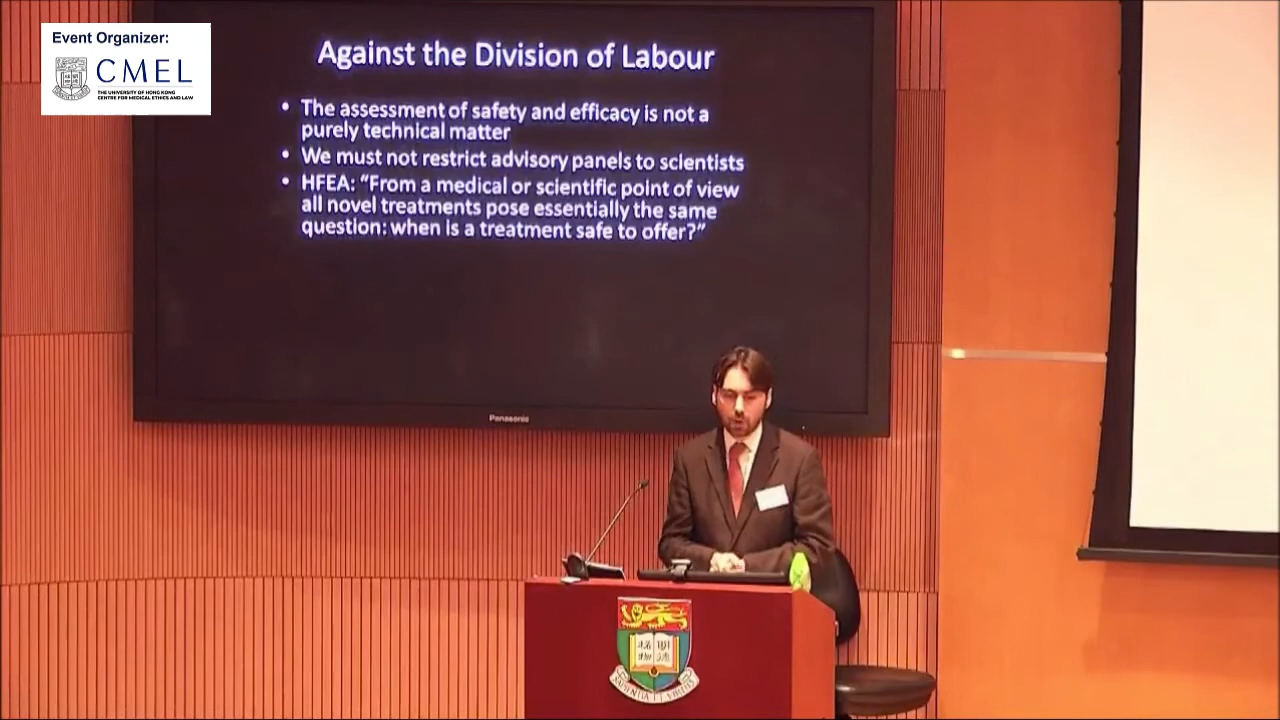 Event Organizer:
CMEL
THE UNIVERSITY OF HONG KONG
CENTRE FOR MEDICAL ETHICS AND LAW
Against the Division of Labour
• The assessment of safety and efficacy is not a
purely technical matter
• We must not restrict advisory panels to scientists
• HFEA: “From a medical or scientific point of view
all novel treatments pose essentially the same
question: when is a treatment safe to offer?”
Panasonic
SAPIENTIA ET VIRTUS